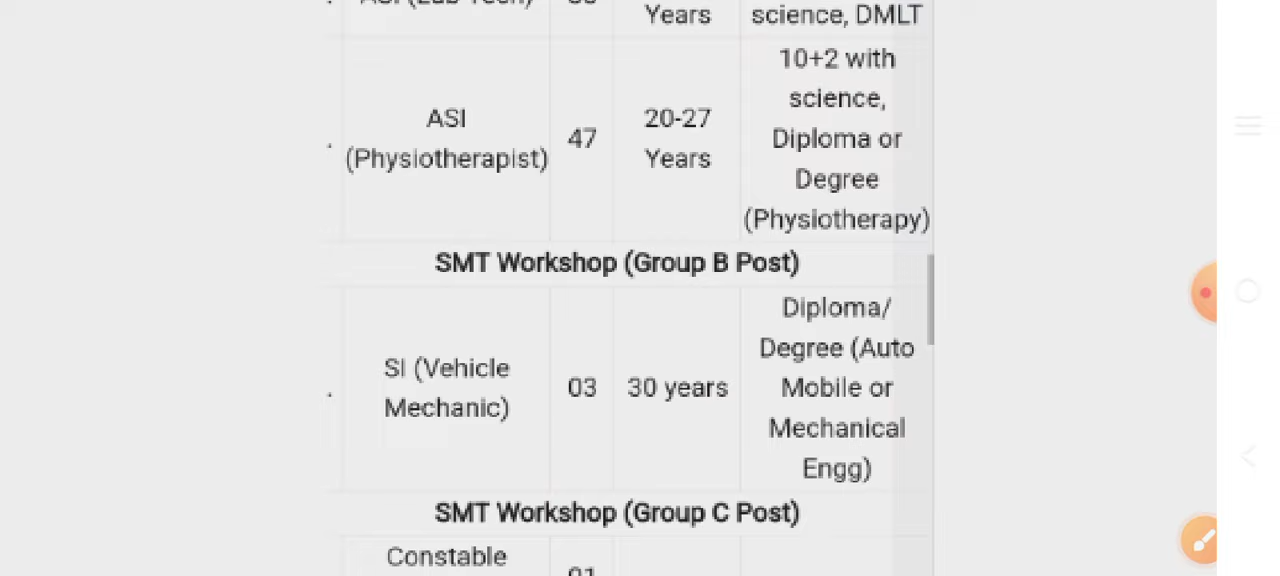 Years
science, DMLT
ASI
(Physiotherapist)
47
20-27
Years
10+2 with
science,
Diploma or
Degree
(Physiotherapy)
SMT Workshop (Group B Post)
SI (Vehicle
Mechanic)
03
30 years
Diploma/
Degree (Auto
Mobile or
Mechanical
Engg)
SMT Workshop (Group C Post)
Constable